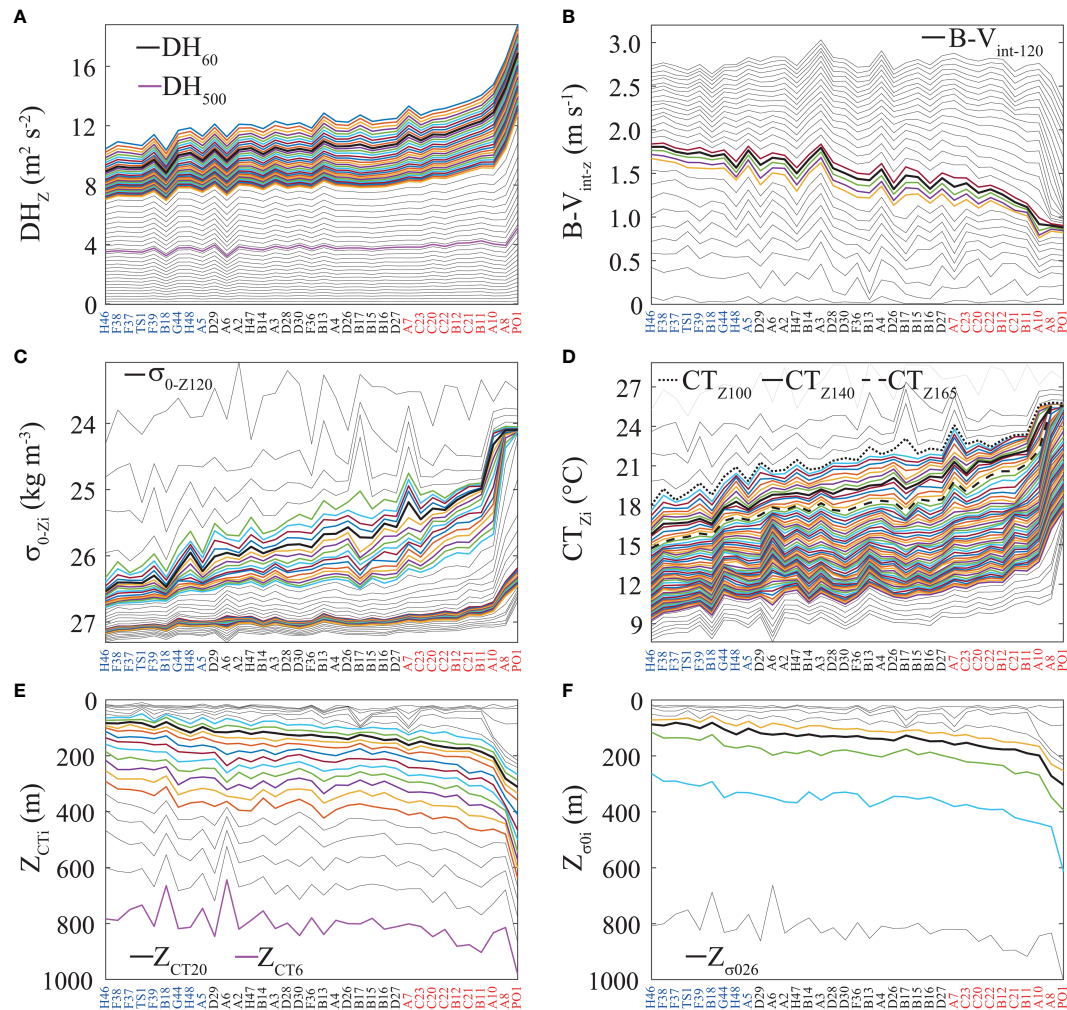 A
DH60
DH500
DHZ (m2 s-2)
16
12
8
4
0
H46 F38 F37 TS1 F39 B18 G44 H48 A5 D29 A6 A2 H47 B14 A3 D28 D30 F36 B13 A4 D26 B17 B15 B16 D27 A7 C23 C20 C22 B12 C21 B11 A10 A8 PO1
B
B-Vint-120
B-Vint-z (m s-1)
3.0
2.5
2.0
1.5
1.0
0.5
0
H46 F38 F37 TS1 F39 B18 G44 H48 A5 D29 A6 A2 H47 B14 A3 D28 D30 F36 B13 A4 D26 B17 B15 B16 D27 A7 C23 C20 C22 B12 C21 B11 A10 A8 PO1
C
σ0-Z120
σ0-Zi (kg m-3)
24
25
26
27
H46 F38 F37 TS1 F39 B18 G44 H48 A5 D29 A6 A2 H47 B14 A3 D28 D30 F36 B13 A4 D26 B17 B15 B16 D27 A7 C23 C20 C22 B12 C21 B11 A10 A8 PO1
D
CTZ100 CTZ140 CTZ165
CTZi (°C)
27
24
21
18
15
12
9
H46 F38 F37 TS1 F39 B18 G44 H48 A5 D29 A6 A2 H47 B14 A3 D28 D30 F36 B13 A4 D26 B17 B15 B16 D27 A7 C23 C20 C22 B12 C21 B11 A10 A8 PO1
E
ZCTi (m)
0
200
400
600
800
1000
ZCT20 ZCT6
H46 F38 F37 TS1 F39 B18 G44 H48 A5 D29 A6 A2 H47 B14 A3 D28 D30 F36 B13 A4 D26 B17 B15 B16 D27 A7 C23 C20 C22 B12 C21 B11 A10 A8 PO1
F
Zσ0i (m)
0
200
400
600
800
1000
Zσ026
H46 F38 F37 TS1 F39 B18 G44 H48 A5 D29 A6 A2 H47 B14 A3 D28 D30 F36 B13 A4 D26 B17 B15 B16 D27 A7 C23 C20 C22 B12 C21 B11 A10 A8 PO1